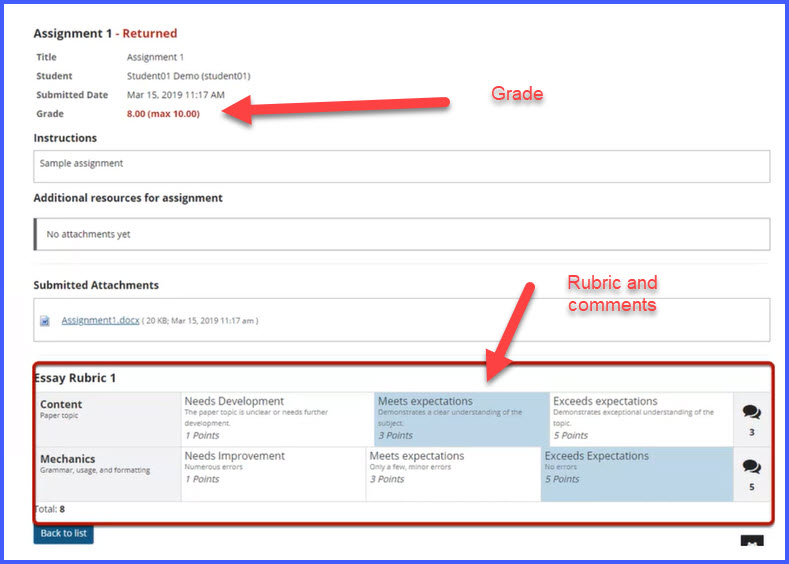 Assignment 1 - Returned
Title Assignment 1
Student Student01 Demo (student01)
Submitted Date Mar 15, 2019 11:17 AM
Grade 8.00 (max 10.00)
Grade
Instructions
Sample assignment
Additional resources for assignment
No attachments yet
Submitted Attachments
Rubric and
comments
Assignment1.docx ( 20 KB; Mar 15, 2019 11:17 am )
Essay Rubric 1
Content
Paper topic
Needs Development
The paper topic is unclear or needs further
development.
1 Points
Meets expectations
Demonstrates a clear understanding of the
subject.
3 Points
Exceeds expectations
Demonstrates exceptional understanding of the
topic.
5 Points
3
Mechanics
Grammar, usage, and formatting
Needs Improvement
Numerous errors
1 Points
Meets expectations
Only a few, minor errors
3 Points
Exceeds Expectations
No errors
5 Points
5
Total: 8
Back to list